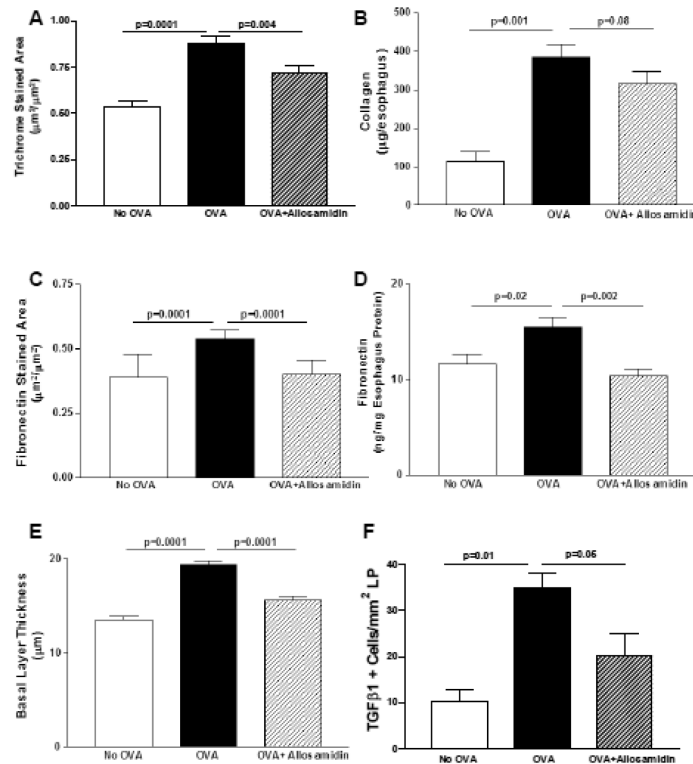 A
p=0.0001
p=0.004
Trichrome Stained Area
(μm²/μm²)
1.00
0.75
0.50
0.25
0.00
No OVA
OVA
OVA+Allosamidin
B
p=0.001
p=0.08
Collagen
(μg/esophagus)
400
300
200
100
0
No OVA
OVA
OVA+ Allosamidin
C
p=0.0001
p=0.0001
Fibronectin Stained Area
(μm²/μm²)
0.75
0.50
0.25
0.00
No OVA
OVA
OVA+Allosamidin
D
p=0.02
p=0.002
Fibronectin
(ng/mg Esophagus Protein)
20
10
0
No OVA
OVA
OVA+Allosamidin
E
p=0.0001
p=0.0001
Basal Layer Thickness
(μm)
20
10
0
No OVA
OVA
OVA+ Allosamidin
F
p=0.01
p=0.05
TGFβ1 + Cells/mm² LP
40
30
20
10
0
No OVA
OVA
OVA+Allosamidin